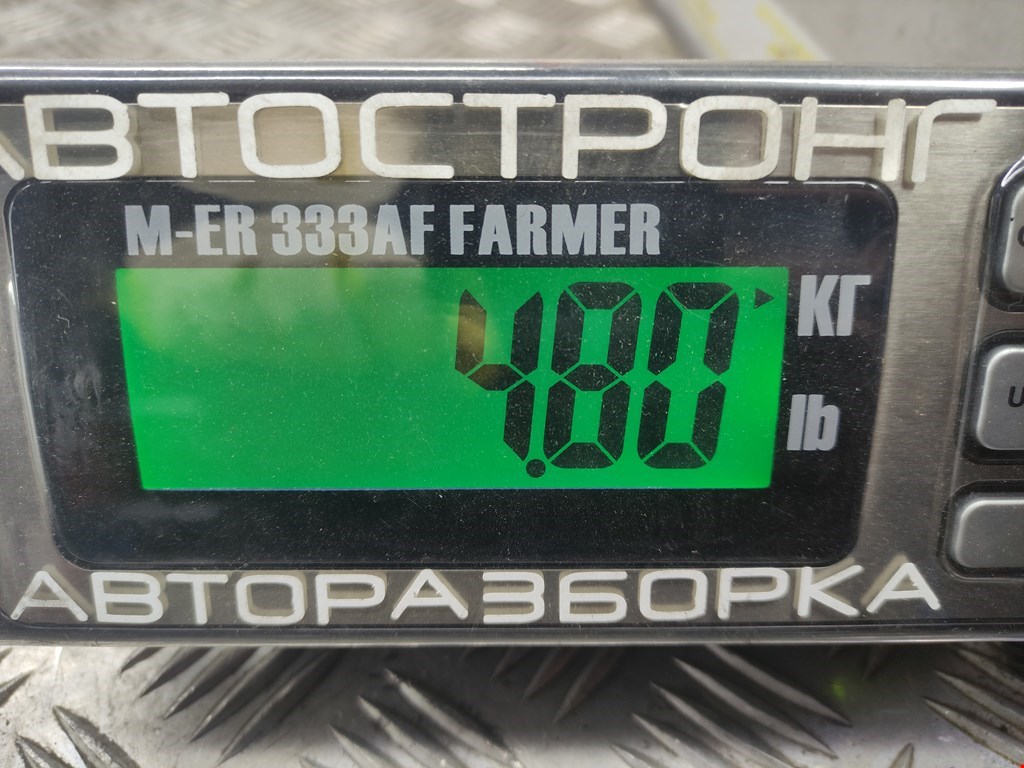 АВТОСТРОНГ
M-ER 333AF FARMER
4.80 КГ
lb
U
АВТОРАЗБОРКА